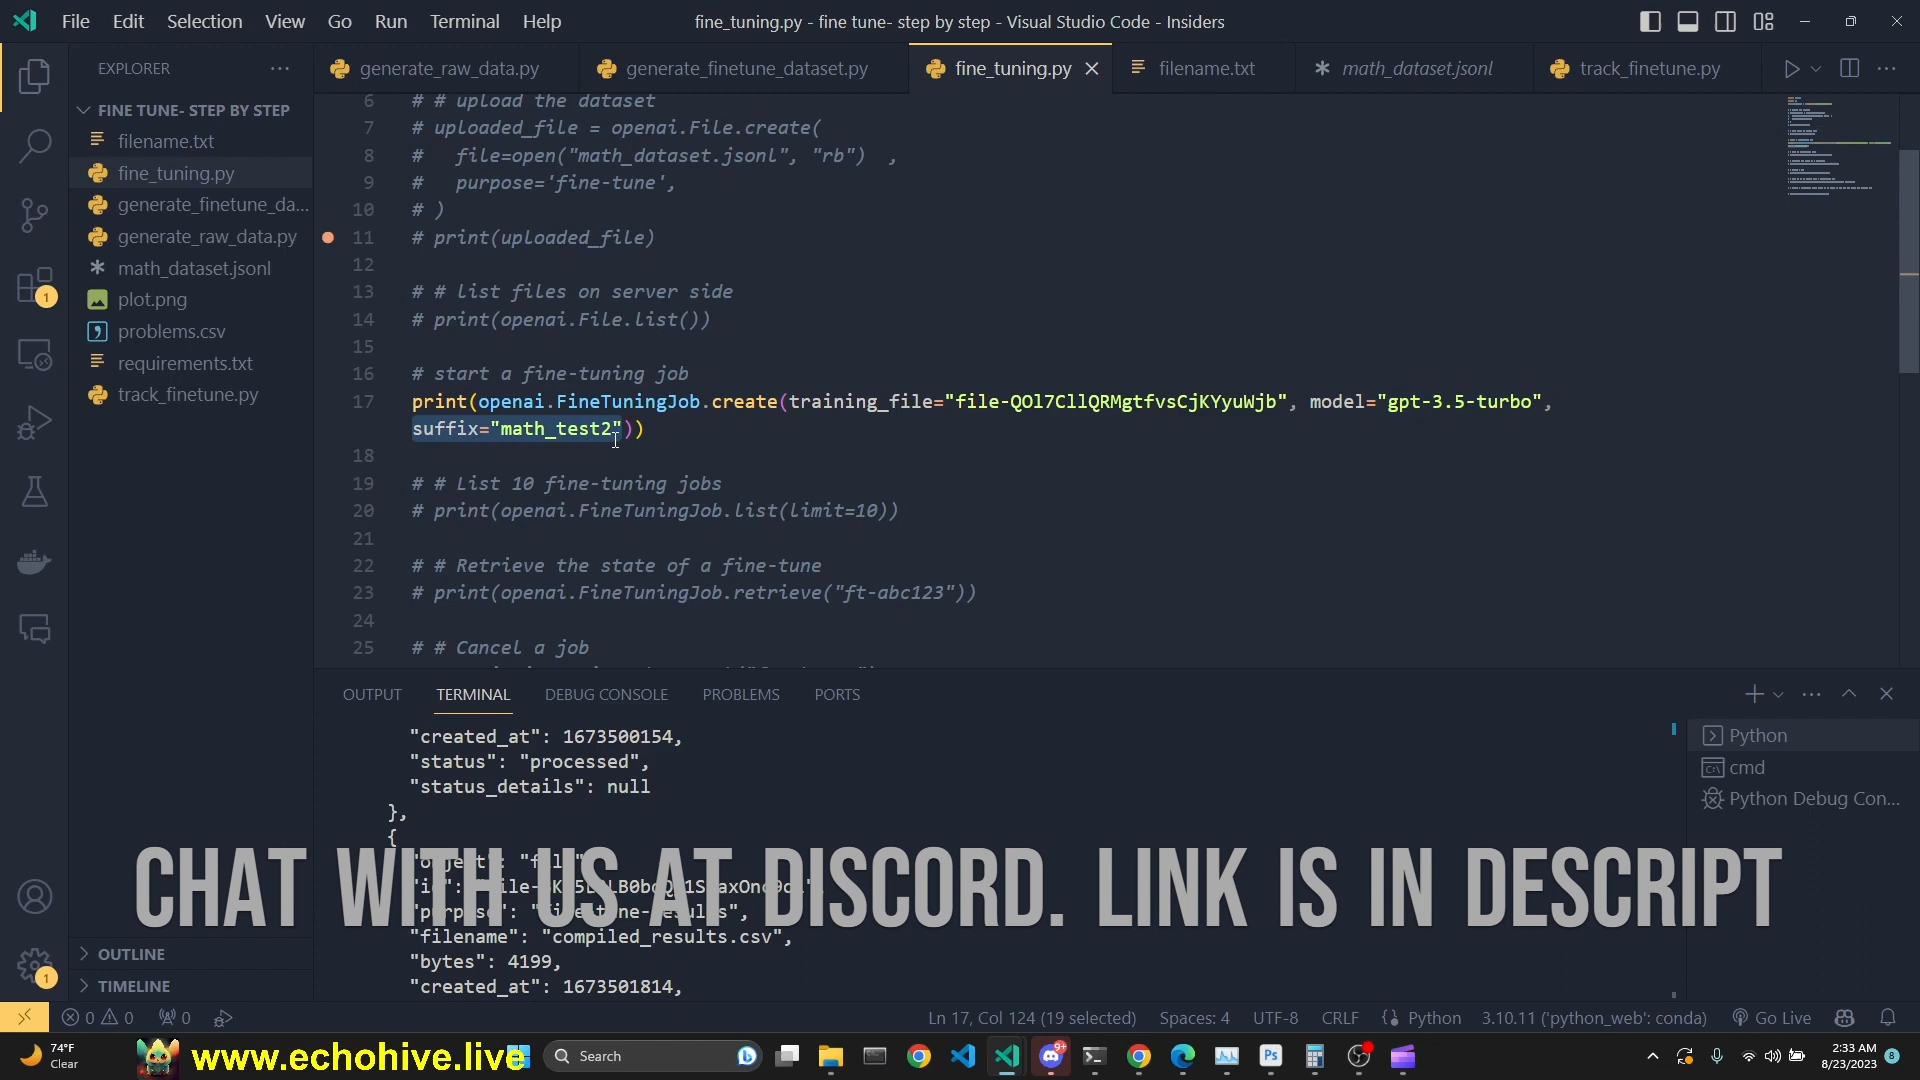 File Edit Selection View Go Run Terminal Help
fine_tuning.py - fine tune- step by step - Visual Studio Code - Insiders
EXPLORER
generate_raw_data.py
generate_finetune_dataset.py
fine_tuning.py
filename.txt
math_dataset.jsonl
track_finetune.py
FINE TUNE- STEP BY STEP
filename.txt
fine_tuning.py
generate_finetune_da...
generate_raw_data.py
math_dataset.jsonl
plot.png
problems.csv
requirements.txt
track_finetune.py
OUTLINE
TIMELINE
6 # # upload the dataset
7 # uploaded_file = openai.File.create(
8 #   file=open("math_dataset.jsonl", "rb")  ,
9 #   purpose='fine-tune',
10 # )
11 # print(uploaded_file)
12
13 # # list files on server side
14 # print(openai.File.list())
15
16 # start a fine-tuning job
17 print(openai.FineTuningJob.create(training_file="file-QOl7CllQRMgtfvsCjKYyuWjb", model="gpt-3.5-turbo",
suffix="math_test2"))
18
19 # # List 10 fine-tuning jobs
20 # print(openai.FineTuningJob.list(limit=10))
21
22 # # Retrieve the state of a fine-tune
23 # print(openai.FineTuningJob.retrieve("ft-abc123"))
24
25 # # Cancel a job
OUTPUT TERMINAL DEBUG CONSOLE PROBLEMS PORTS
"created_at": 1673500154,
"status": "processed",
"status_details": null
},
{
"filename": "compiled_results.csv",
"bytes": 4199,
"created_at": 1673501814,
Python
cmd
Python Debug Con...
CHAT WITH US AT DISCORD. LINK IS IN DESCRIPT
0 0 0
Ln 17, Col 124 (19 selected) Spaces: 4 UTF-8 CRLF Python 3.10.11 ('python_web': conda) Go Live
74°F
Clear
www.echohive.live
Search
2:33 AM
8/23/2023